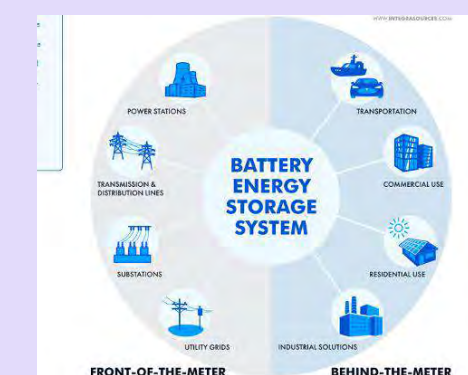 WWW.INTEGRASOURCES.COM
POWER STATIONS
TRANSPORTATION
TRANSMISSION &
DISTRIBUTION LINES
BATTERY
ENERGY
STORAGE
SYSTEM
COMMERCIAL USE
SUBSTATIONS
RESIDENTIAL USE
UTILITY GRIDS
INDUSTRIAL SOLUTIONS
FRONT-OF-THE-METER
BEHIND-THE-METER